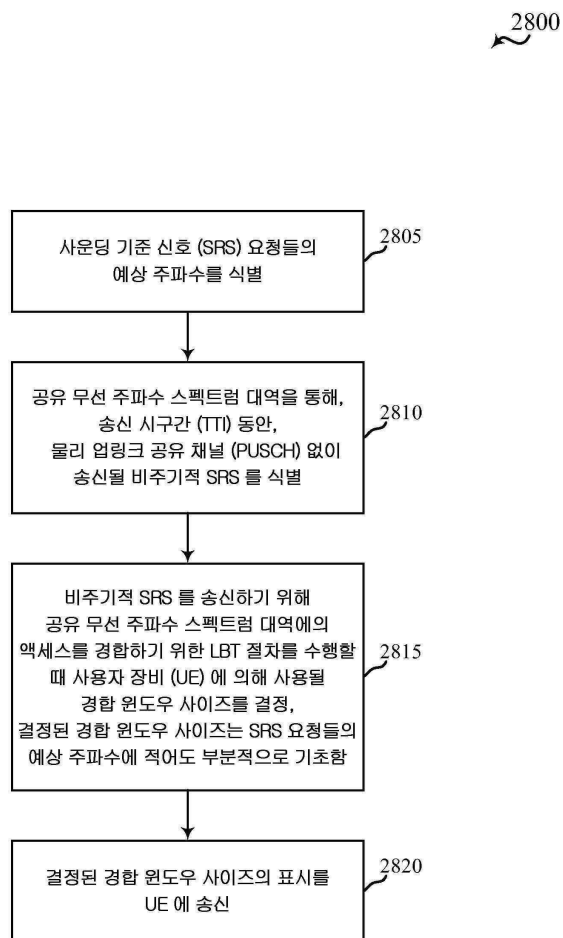 2800
사운딩 기준 신호 (SRS) 요청들의
예상 주파수를 식별
2805
공유 무선 주파수 스펙트럼 대역을 통해,
송신 시구간 (TTI) 동안,
물리 업링크 공유 채널 (PUSCH) 없이
송신될 비주기적 SRS 를 식별
2810
비주기적 SRS 를 송신하기 위해
공유 무선 주파수 스펙트럼 대역에의
액세스를 경합하기 위한 LBT 절차를 수행할
때 사용자 장비 (UE) 에 의해 사용될
경합 윈도우 사이즈를 결정,
결정된 경합 윈도우 사이즈는 SRS 요청들의
예상 주파수에 적어도 부분적으로 기초함
2815
결정된 경합 윈도우 사이즈의 표시를
UE 에 송신
2820